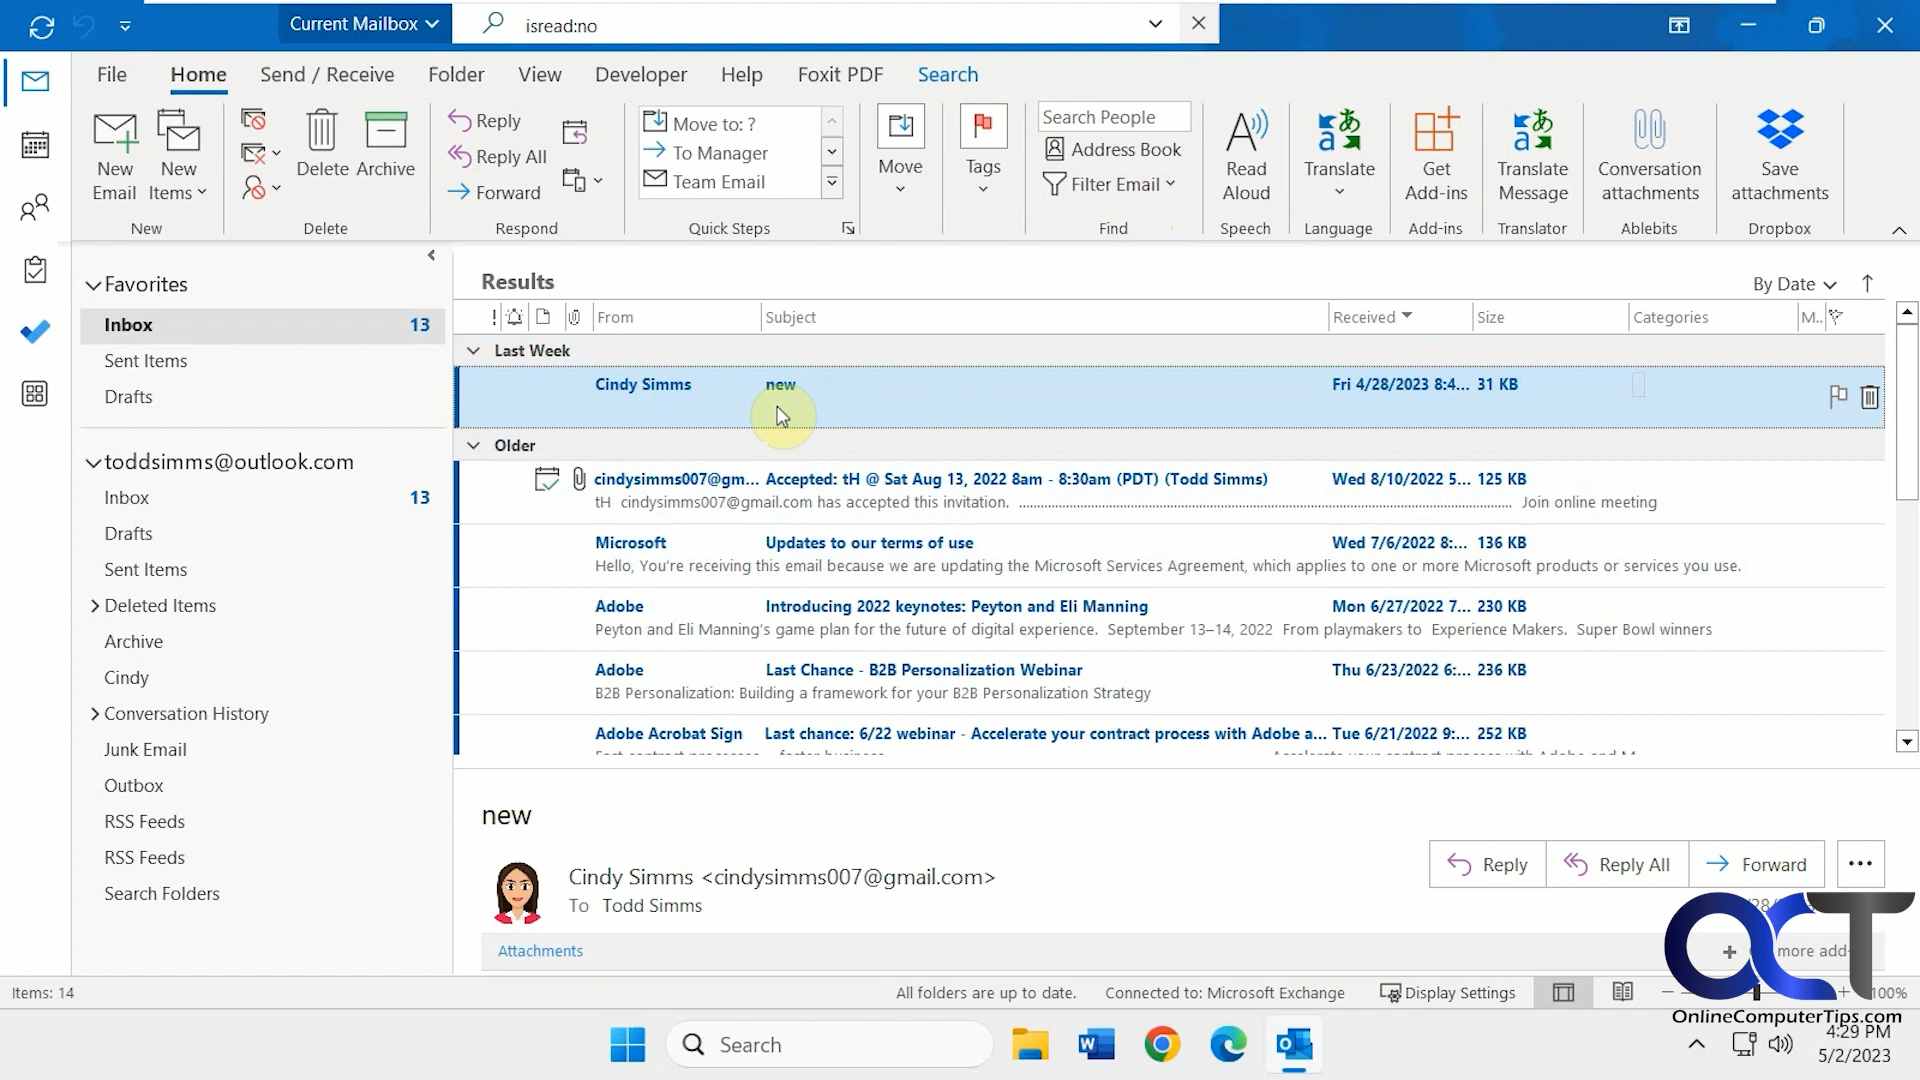 Current Mailbox
isread:no
File Home Send / Receive Folder View Developer Help Foxit PDF Search
New Email
New Items
Delete
Archive
Reply
Reply All
Forward
Move to: ?
To Manager
Team Email
Move
Tags
Search People
Address Book
Filter Email
Read Aloud
Translate
Get Add-ins
Translate Message
Conversation attachments
Save attachments
New Delete Respond Quick Steps Find Speech Language Add-ins Translator Ablebits Dropbox
Favorites
Inbox 13
Sent Items
Drafts
toddsimms@outlook.com
Inbox 13
Drafts
Sent Items
Deleted Items
Archive
Cindy
Conversation History
Junk Email
Outbox
RSS Feeds
RSS Feeds
Search Folders
Results
By Date
! From Subject Received Size Categories M..
Last Week
Cindy Simms new Fri 4/28/2023 8:4... 31 KB
Older
cindysimms007@gm... Accepted: tH @ Sat Aug 13, 2022 8am - 8:30am (PDT) (Todd Simms) Wed 8/10/2022 5... 125 KB
tH cindysimms007@gmail.com has accepted this invitation. Join online meeting
Microsoft Updates to our terms of use Wed 7/6/2022 8:... 136 KB
Hello, You're receiving this email because we are updating the Microsoft Services Agreement, which applies to one or more Microsoft products or services you use.
Adobe Introducing 2022 keynotes: Peyton and Eli Manning Mon 6/27/2022 7... 230 KB
Peyton and Eli Manning's game plan for the future of digital experience. September 13–14, 2022 From playmakers to Experience Makers. Super Bowl winners
Adobe Last Chance - B2B Personalization Webinar Thu 6/23/2022 6:... 236 KB
B2B Personalization: Building a framework for your B2B Personalization Strategy
Adobe Acrobat Sign Last chance: 6/22 webinar - Accelerate your contract process with Adobe a... Tue 6/21/2022 9:... 252 KB
new
Cindy Simms <cindysimms007@gmail.com>
To Todd Simms
Reply Reply All Forward
Attachments
more add-
Items: 14
All folders are up to date. Connected to: Microsoft Exchange Display Settings 100%
OCT
OnlineComputerTips.com
Search
4:29 PM
5/2/2023